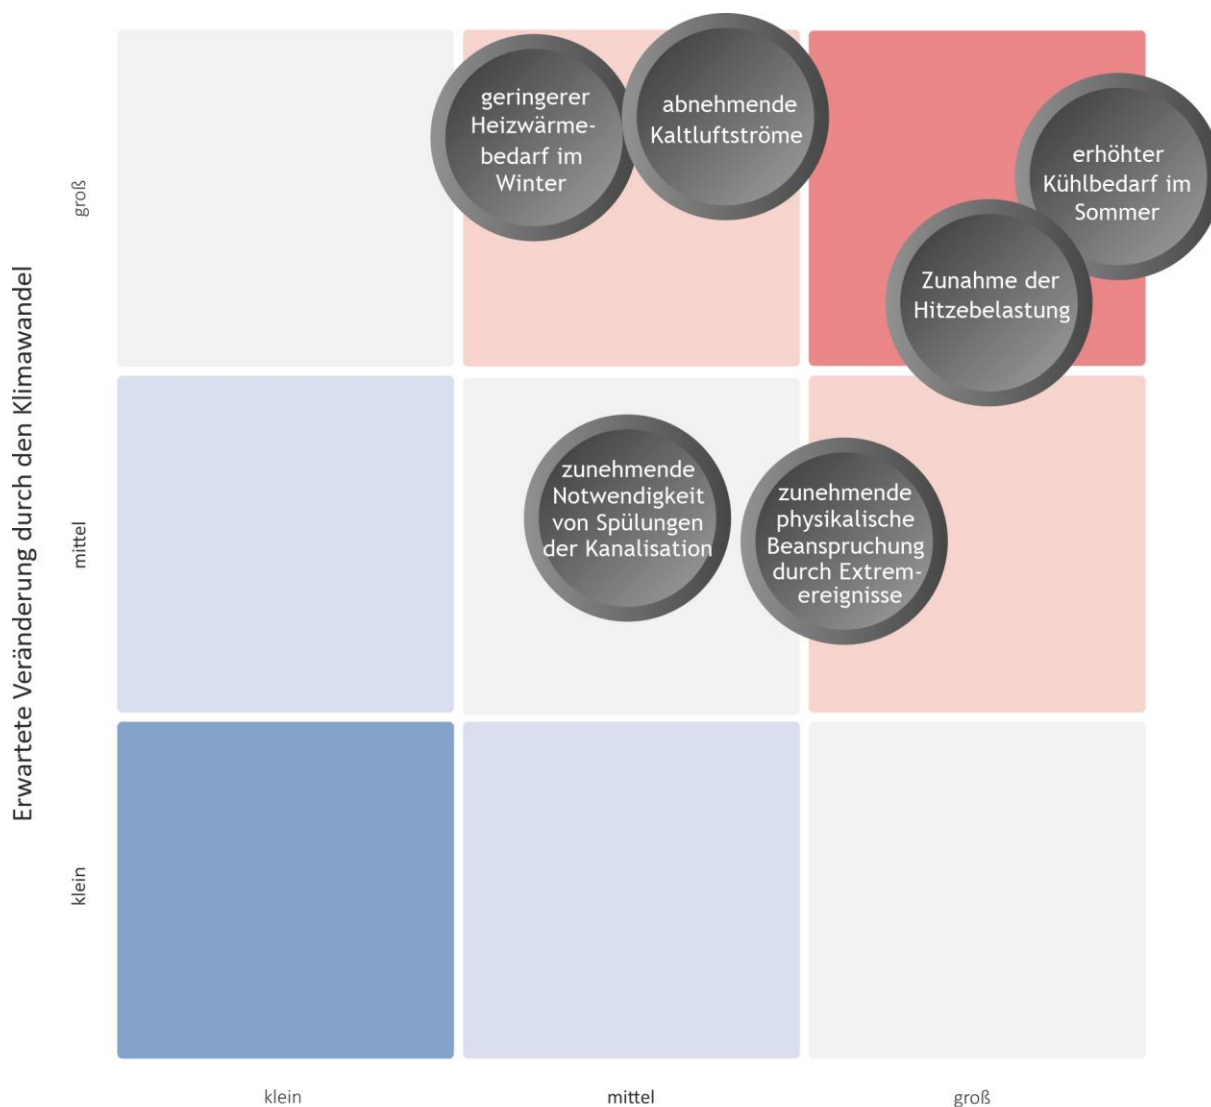 geringerer
Heizwärme-
bedarf im
Winter
abnehmende
Kaltluftströme
erhöhter
Kühlbedarf im
Sommer
Zunahme der
Hitzebelastung
zunehmende
Notwendigkeit
von Spülungen
der Kanalisation
zunehmende
physikalische
Beanspruchung
durch Extrem-
ereignisse
Erwartete Veränderung durch den Klimawandel
groß
mittel
klein
klein
mittel
groß